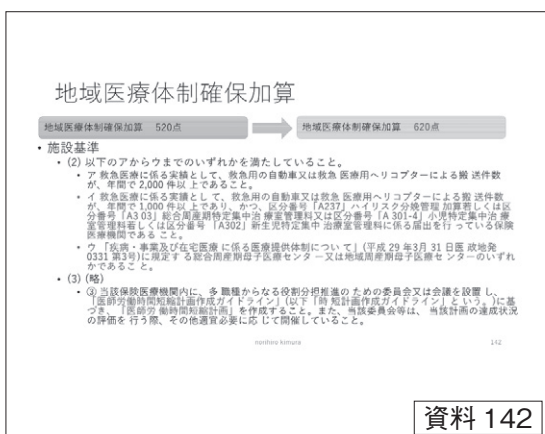 地域医療体制確保加算
地域医療体制確保加算 520点
地域医療体制確保加算 620点
• 施設基準
• (2) 以下のアからウまでのいずれかを満たしていること。
• ア 救急医療に係る実績として、救急用の自動車又は救急 医療用ヘリコプターによる搬 送件数
が、年間で 2,000 件以 上であること。
• イ 救急医療に係る実績として、 救急用の自動車又は救急 医療用ヘリコプターによる搬 送件数
が、年間で 1,000 件以 上であり、かつ、区分番号「A237」ハイリスク分娩管理 加算若しくは区
分番号「A3 03」総合周産期特定集中治 療室管理料又は区分番号「A 301-4」小児特定集中治 療
室管理料若しくは区分番号 「A302」新生児特定集中 治療室管理料に係る届出を行 っている保険
医療機関であるこ と。
• ウ 「疾病・事業及び在宅医療 に係る医療提供体制につい て」(平成 29 年3月 31 日医 政地発
0331 第3号)に規定す る総合周産期母子医療センタ ー又は地域周産期母子医療セ ンターのいずれ
かであるこ と。
• (3) (略)
• ③ 当該保険医療機関内に、多 職種からなる役割分担推進の ための委員会又は会議を設置 し、
「医師労働時間短縮計画作成ガイドライン」(以下「時 短計画作成ガイドライン」と いう。)に基
づき、「医師労 働時間短縮計画」を作成すること。また、当該委員会等は、 当該計画の達成状況
の評価を 行う際、その他適宜必要に応 じて開催していること。
norihiro kimura
142
資料 142